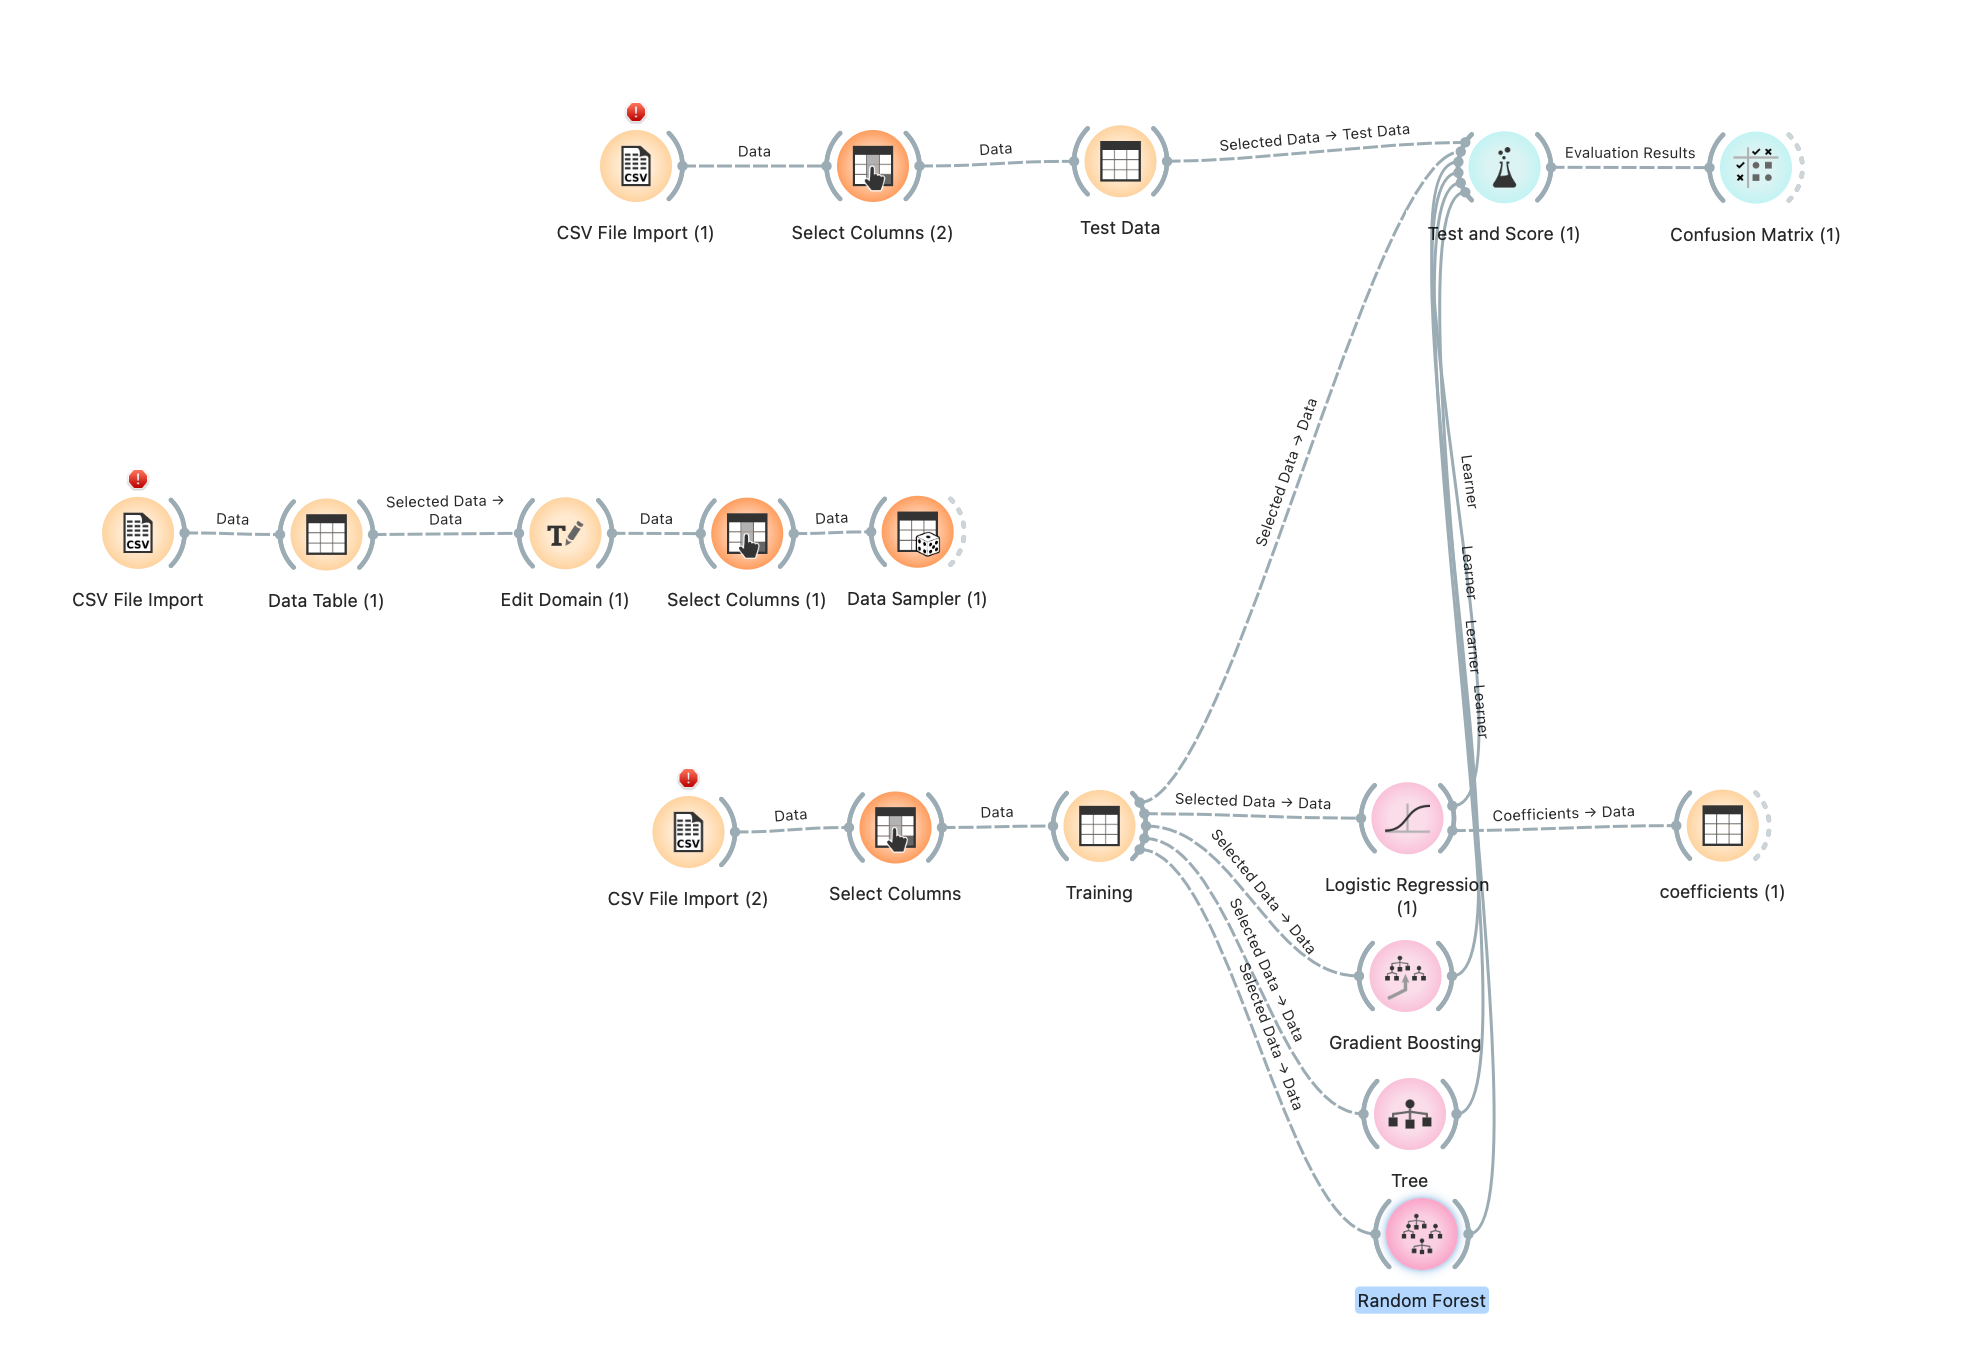 Data
Data
Selected Data → Test Data
Evaluation Results
CSV
CSV File Import (1)
Select Columns (2)
Test Data
Test and Score (1)
Confusion Matrix (1)
Selected Data → Data
Learner
Learner
Learner
Learner
Data
Selected Data →
Data
Data
Data
CSV
T
CSV File Import
Data Table (1)
Edit Domain (1)
Select Columns (1)
Data Sampler (1)
Data
Data
Selected Data → Data
Coefficients → Data
CSV
CSV File Import (2)
Select Columns
Training
Logistic Regression
(1)
coefficients (1)
Selected Data → Data
Selected Data → Data
Selected Data → Data
Gradient Boosting
Tree
Random Forest